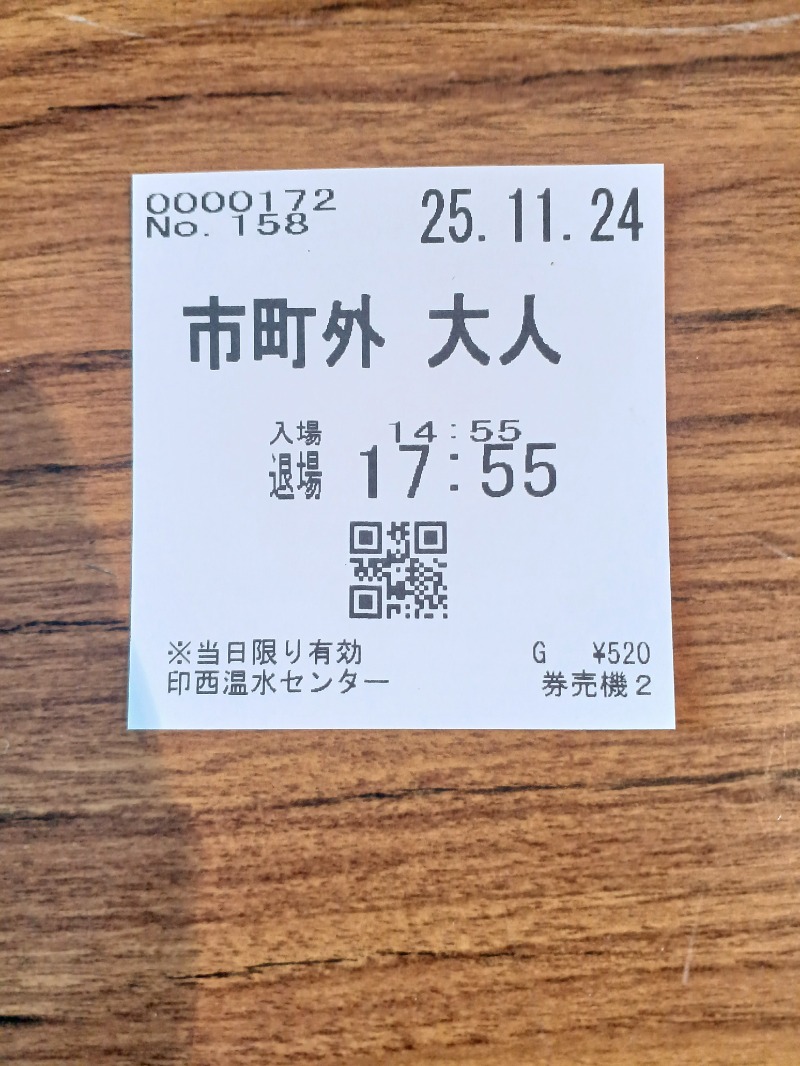 0000172
No. 158
25.11.24
市町外 大人
入場 14:55
退場 17:55
※当日限り有効
G ¥520
印西温水センター
券売機2